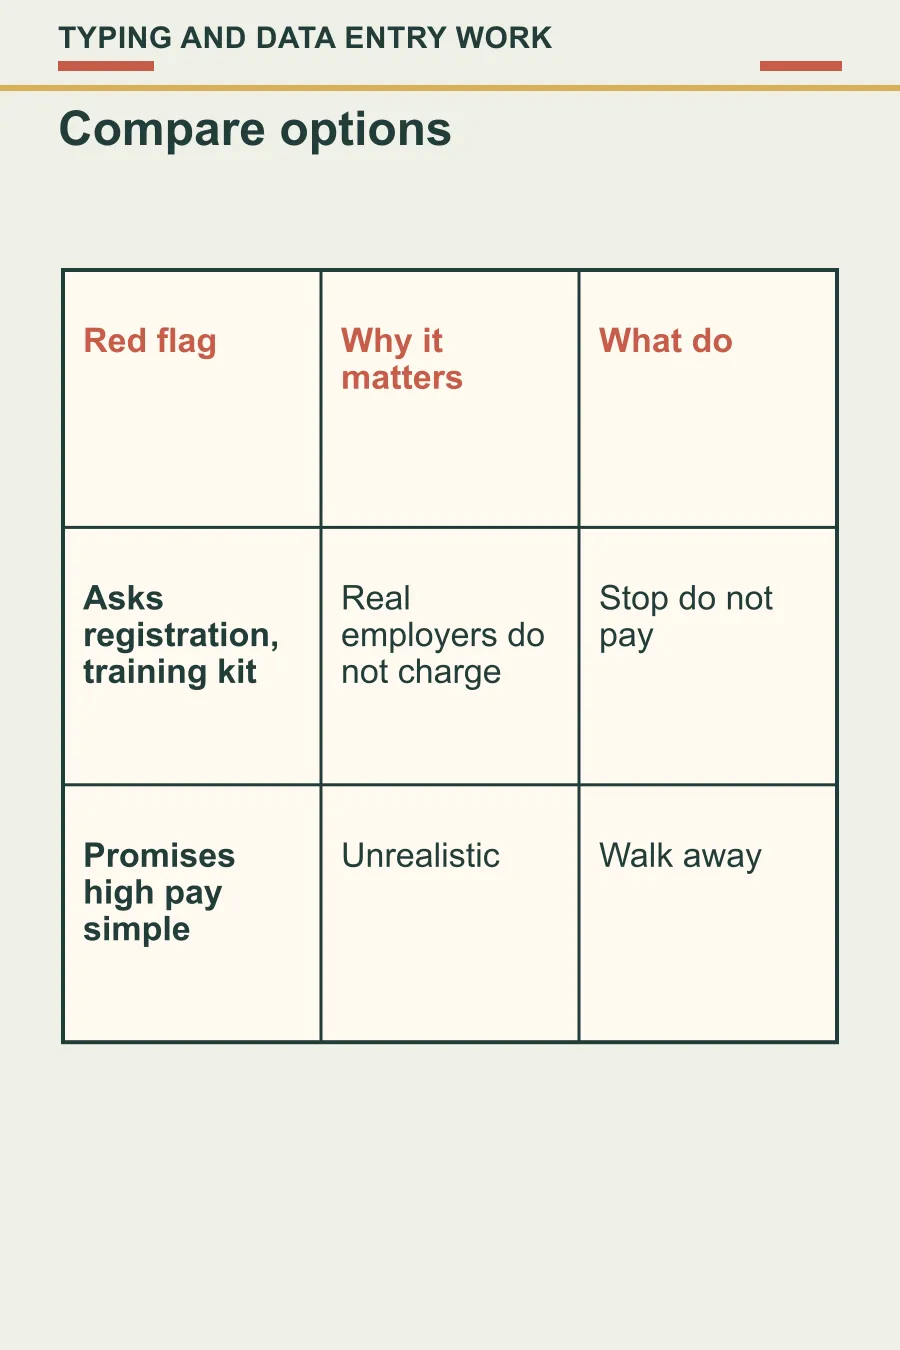 TYPING AND DATA ENTRY WORK
Compare options
Red flag
Why it
matters
What do
Asks
registration,
training kit
Real
employers do
not charge
Stop do not
pay
Promises
high pay
simple
Unrealistic
Walk away